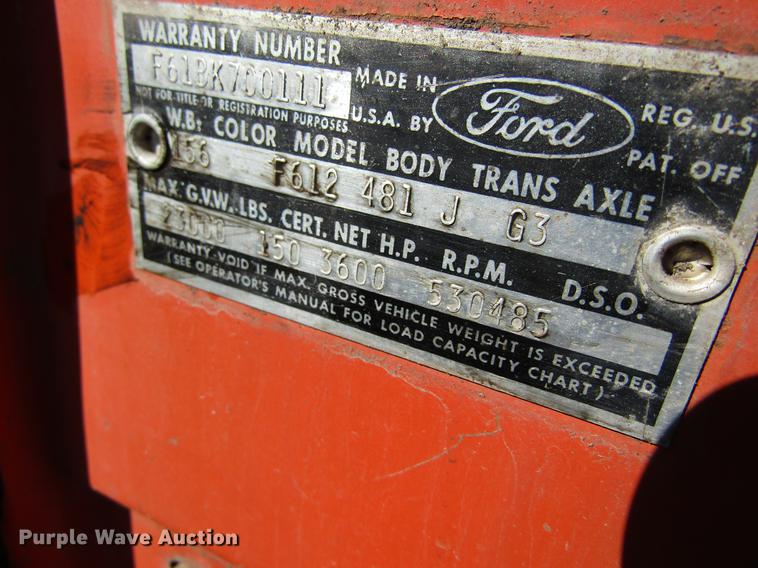 WARRANTY NUMBER
F61BK700111
NOT FOR TITLE OR REGISTRATION PURPOSES
MADE IN
U.S.A. BY
Ford
REG. U.S.
PAT. OFF
W.B. COLOR MODEL BODY TRANS AXLE
156 F612 481 J G3
MAX. G.V.W. LBS. CERT. NET H.P. R.P.M. D.S.O.
23000 150 3600 530485
WARRANTY VOID IF MAX. GROSS VEHICLE WEIGHT IS EXCEEDED
(SEE OPERATOR'S MANUAL FOR LOAD CAPACITY CHART)
Purple Wave Auction